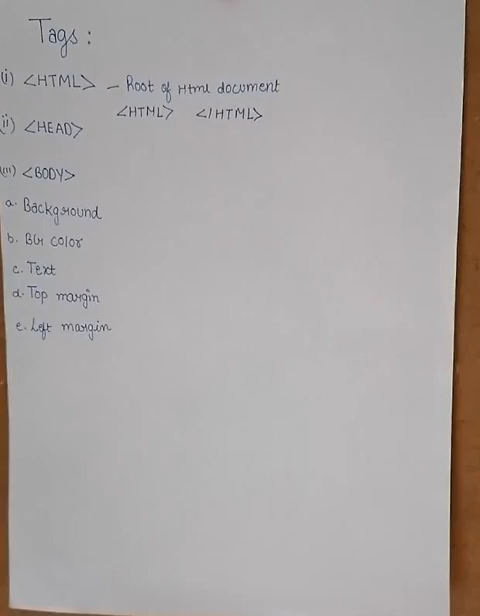 Tags :
(i) <HTML> – Root of Html document
<HTML> </HTML>
(ii) <HEAD>
(iii) <BODY>
a. Background
b. BG color
c. Text
d. Top margin
e. Left margin